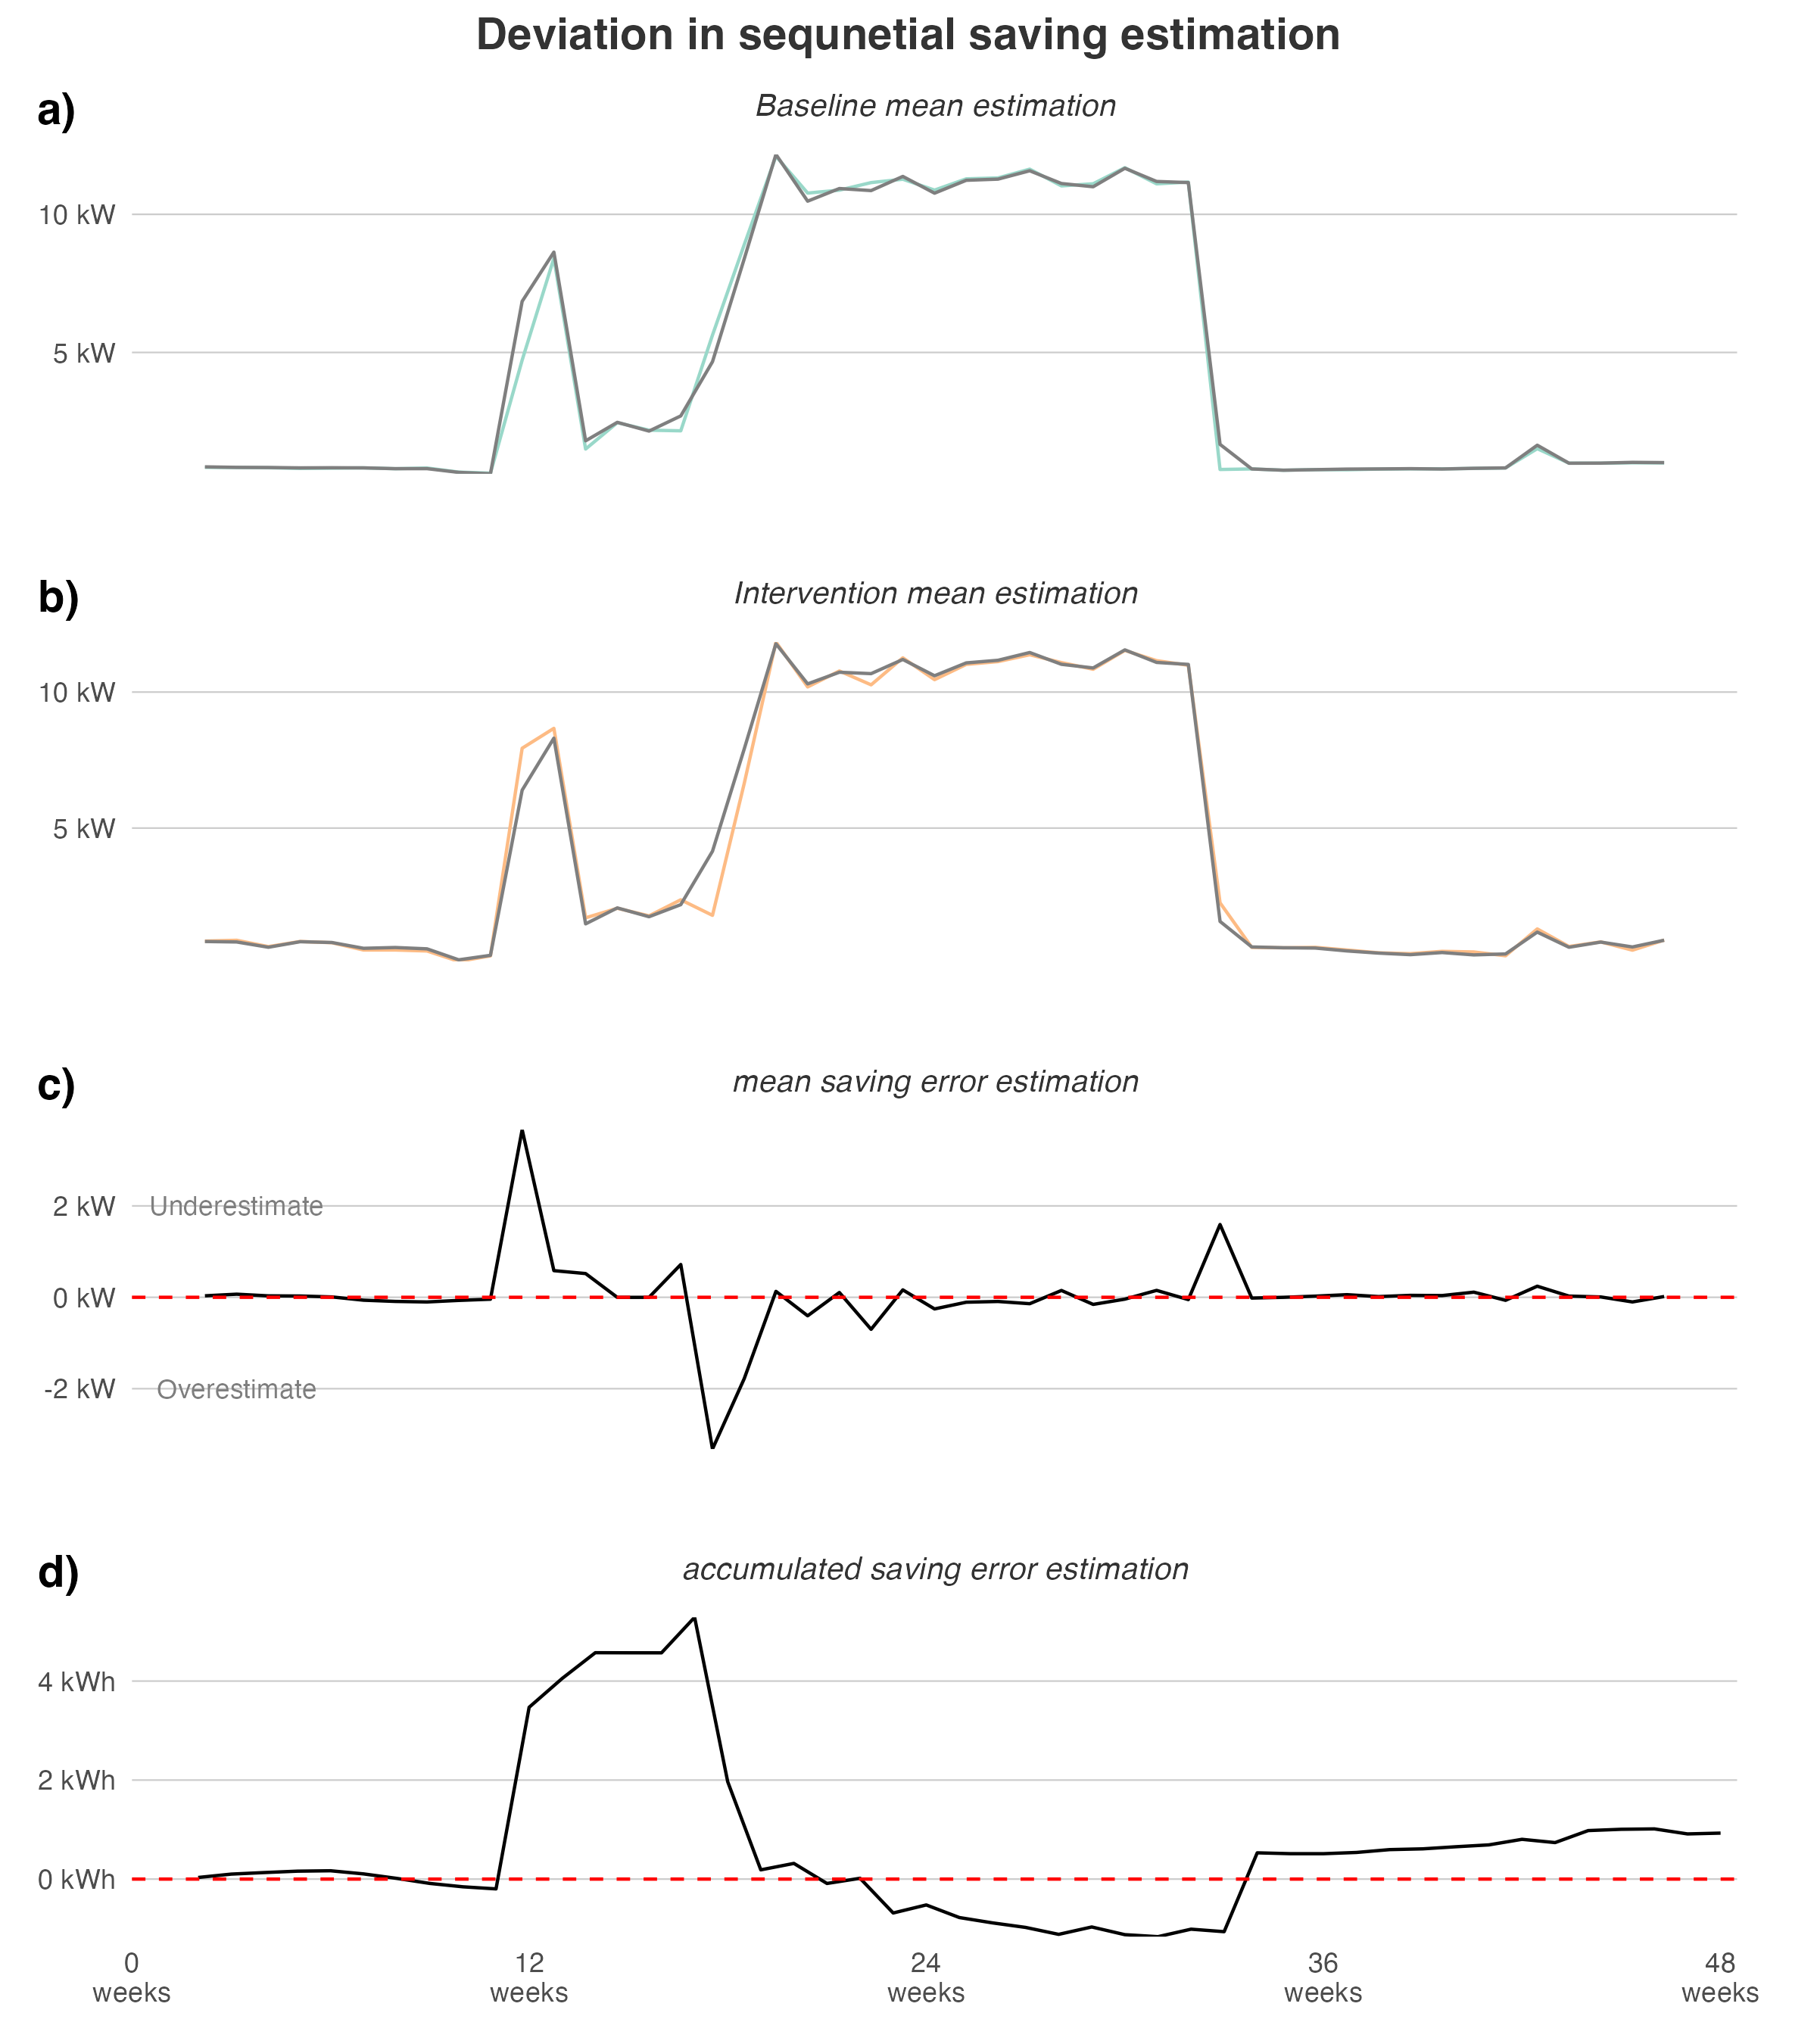 Deviation in sequnetial saving estimation
a)
Baseline mean estimation
10 kW
5 kW
b)
Intervention mean estimation
10 kW
5 kW
c)
mean saving error estimation
2 kW
Underestimate
0 kW
-2 kW
Overestimate
d)
accumulated saving error estimation
4 kWh
2 kWh
0 kWh
0
weeks
12
weeks
24
weeks
36
weeks
48
weeks